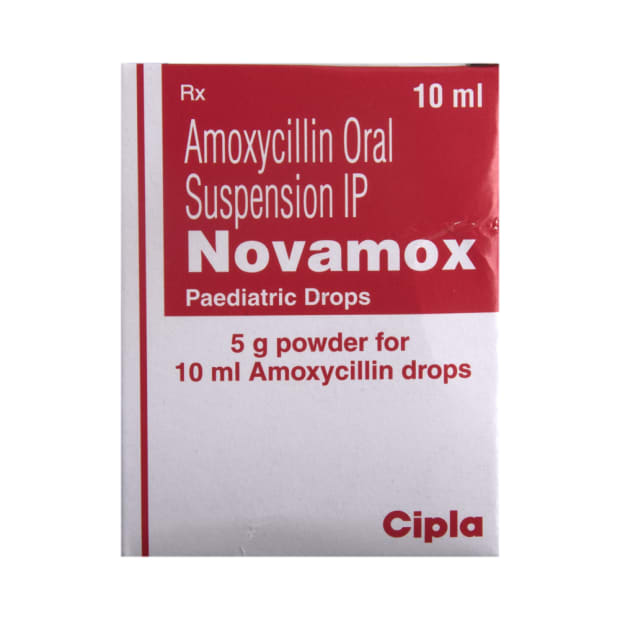 Rx
10 ml
Amoxycillin Oral
Suspension IP
Novamox
Paediatric Drops
5 g powder for
10 ml Amoxycillin drops
Cipla